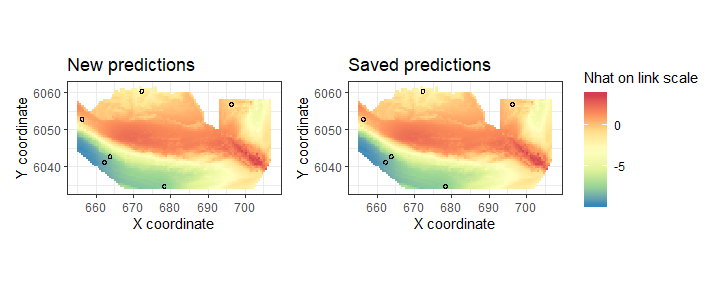 New predictions
Y coordinate
6060
6050
6040
660 670 680 690 700
X coordinate
Saved predictions
Y coordinate
6060
6050
6040
660 670 680 690 700
X coordinate
Nhat on link scale
0
-5